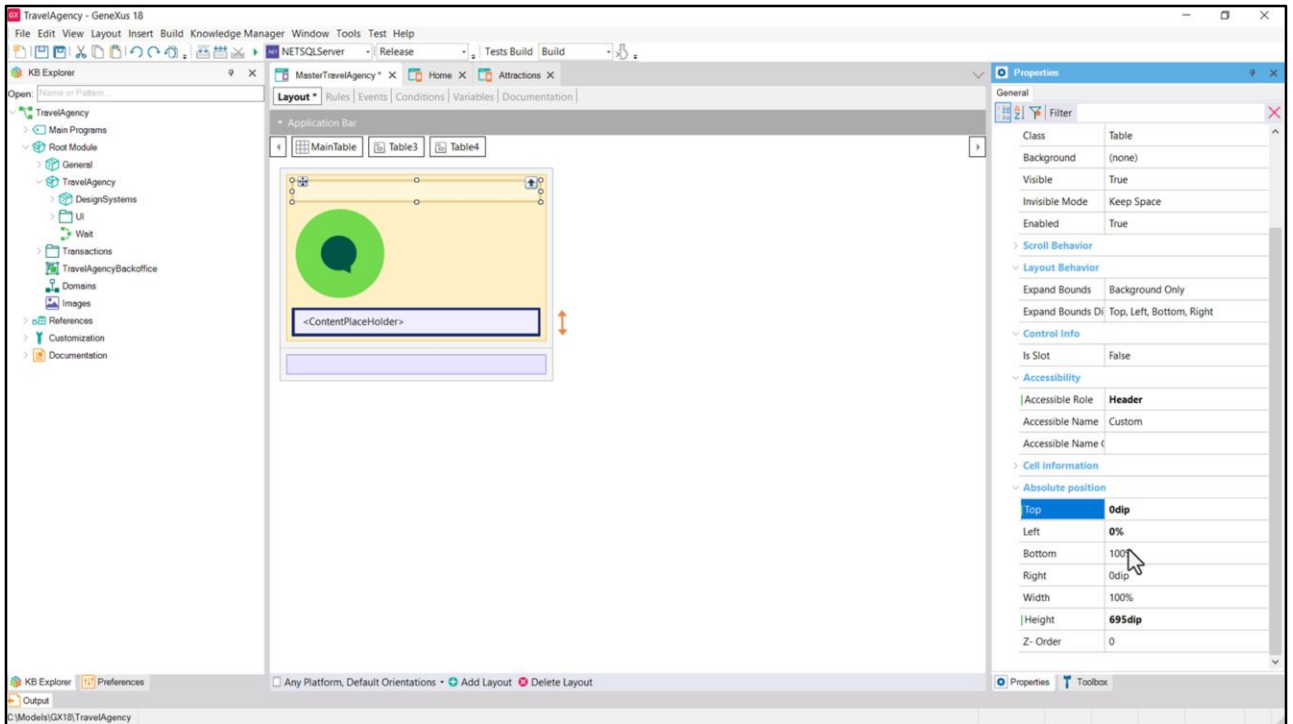 TravelAgency - GeneXus 18
File Edit View Layout Insert Build Knowledge Manager Window Tools Test Help
NETSQLServer Release Tests Build Build
KB Explorer
Open: Name or Pattern...
TravelAgency
Main Programs
Root Module
General
TravelAgency
DesignSystems
UI
Wait
Transactions
TravelAgencyBackoffice
Domains
Images
References
Customization
Documentation
KB Explorer Preferences
MasterTravelAgency * X Home X Attractions X
Layout * Rules Events Conditions Variables Documentation
Application Bar
MainTable Table3 Table4
<ContentPlaceHolder>
Any Platform, Default Orientations Add Layout Delete Layout
Properties
General
Filter
Class Table
Background (none)
Visible True
Invisible Mode Keep Space
Enabled True
Scroll Behavior
Layout Behavior
Expand Bounds Background Only
Expand Bounds Di Top, Left, Bottom, Right
Control Info
Is Slot False
Accessibility
Accessible Role Header
Accessible Name Custom
Accessible Name
Cell information
Absolute position
Top 0dip
Left 0%
Bottom 100%
Right 0dip
Width 100%
Height 695dip
Z- Order 0
Properties Toolbox
Output
C:\Models\GX18\TravelAgency